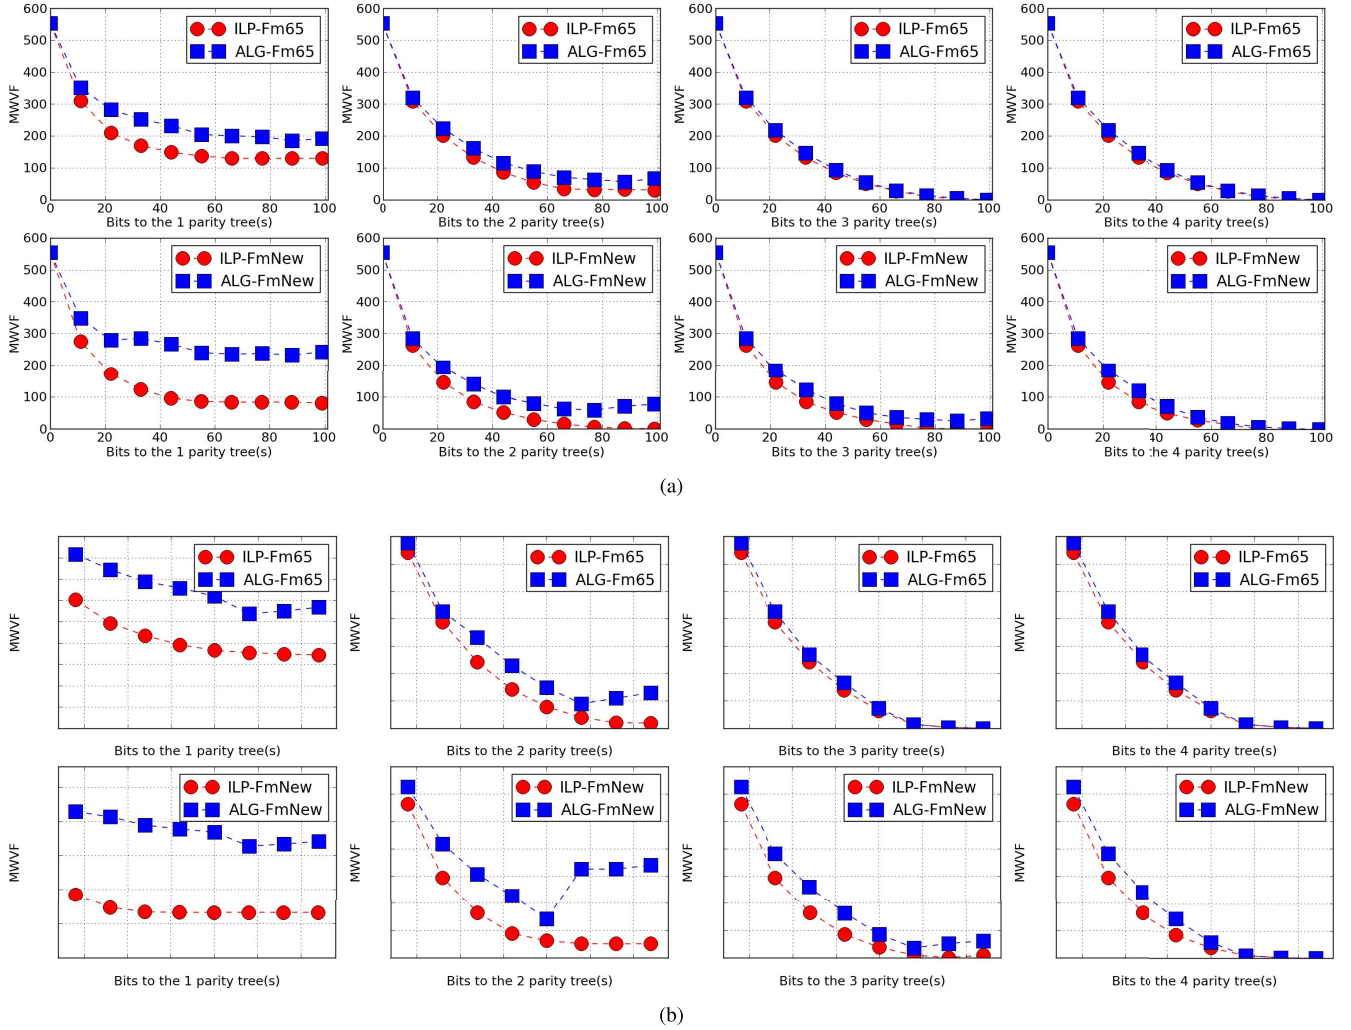 600
500
400
300
200
100
0
MWVF
ILP-Fm65
ALG-Fm65
0 20 40 60 80 100
Bits to the 1 parity tree(s)
600
500
400
300
200
100
0
MWVF
ILP-Fm65
ALG-Fm65
0 20 40 60 80 100
Bits to the 2 parity tree(s)
600
500
400
300
200
100
0
MWVF
ILP-Fm65
ALG-Fm65
0 20 40 60 80 100
Bits to the 3 parity tree(s)
600
500
400
300
200
100
0
MWVF
ILP-Fm65
ALG-Fm65
0 20 40 60 80 100
Bits to the 4 parity tree(s)
600
500
400
300
200
100
0
MWVF
ILP-FmNew
ALG-FmNew
0 20 40 60 80 100
Bits to the 1 parity tree(s)
600
500
400
300
200
100
0
MWVF
ILP-FmNew
ALG-FmNew
0 20 40 60 80 100
Bits to the 2 parity tree(s)
600
500
400
300
200
100
0
MWVF
ILP-FmNew
ALG-FmNew
0 20 40 60 80 100
Bits to the 3 parity tree(s)
600
500
400
300
200
100
0
MWVF
ILP-FmNew
ALG-FmNew
0 20 40 60 80 100
Bits to the 4 parity tree(s)
(a)
MWVF
ILP-Fm65
ALG-Fm65
Bits to the 1 parity tree(s)
MWVF
ILP-Fm65
ALG-Fm65
Bits to the 2 parity tree(s)
MWVF
ILP-Fm65
ALG-Fm65
Bits to the 3 parity tree(s)
MWVF
ILP-Fm65
ALG-Fm65
Bits to the 4 parity tree(s)
MWVF
ILP-FmNew
ALG-FmNew
Bits to the 1 parity tree(s)
MWVF
ILP-FmNew
ALG-FmNew
Bits to the 2 parity tree(s)
MWVF
ILP-FmNew
ALG-FmNew
Bits to the 3 parity tree(s)
MWVF
ILP-FmNew
ALG-FmNew
Bits to the 4 parity tree(s)
(b)